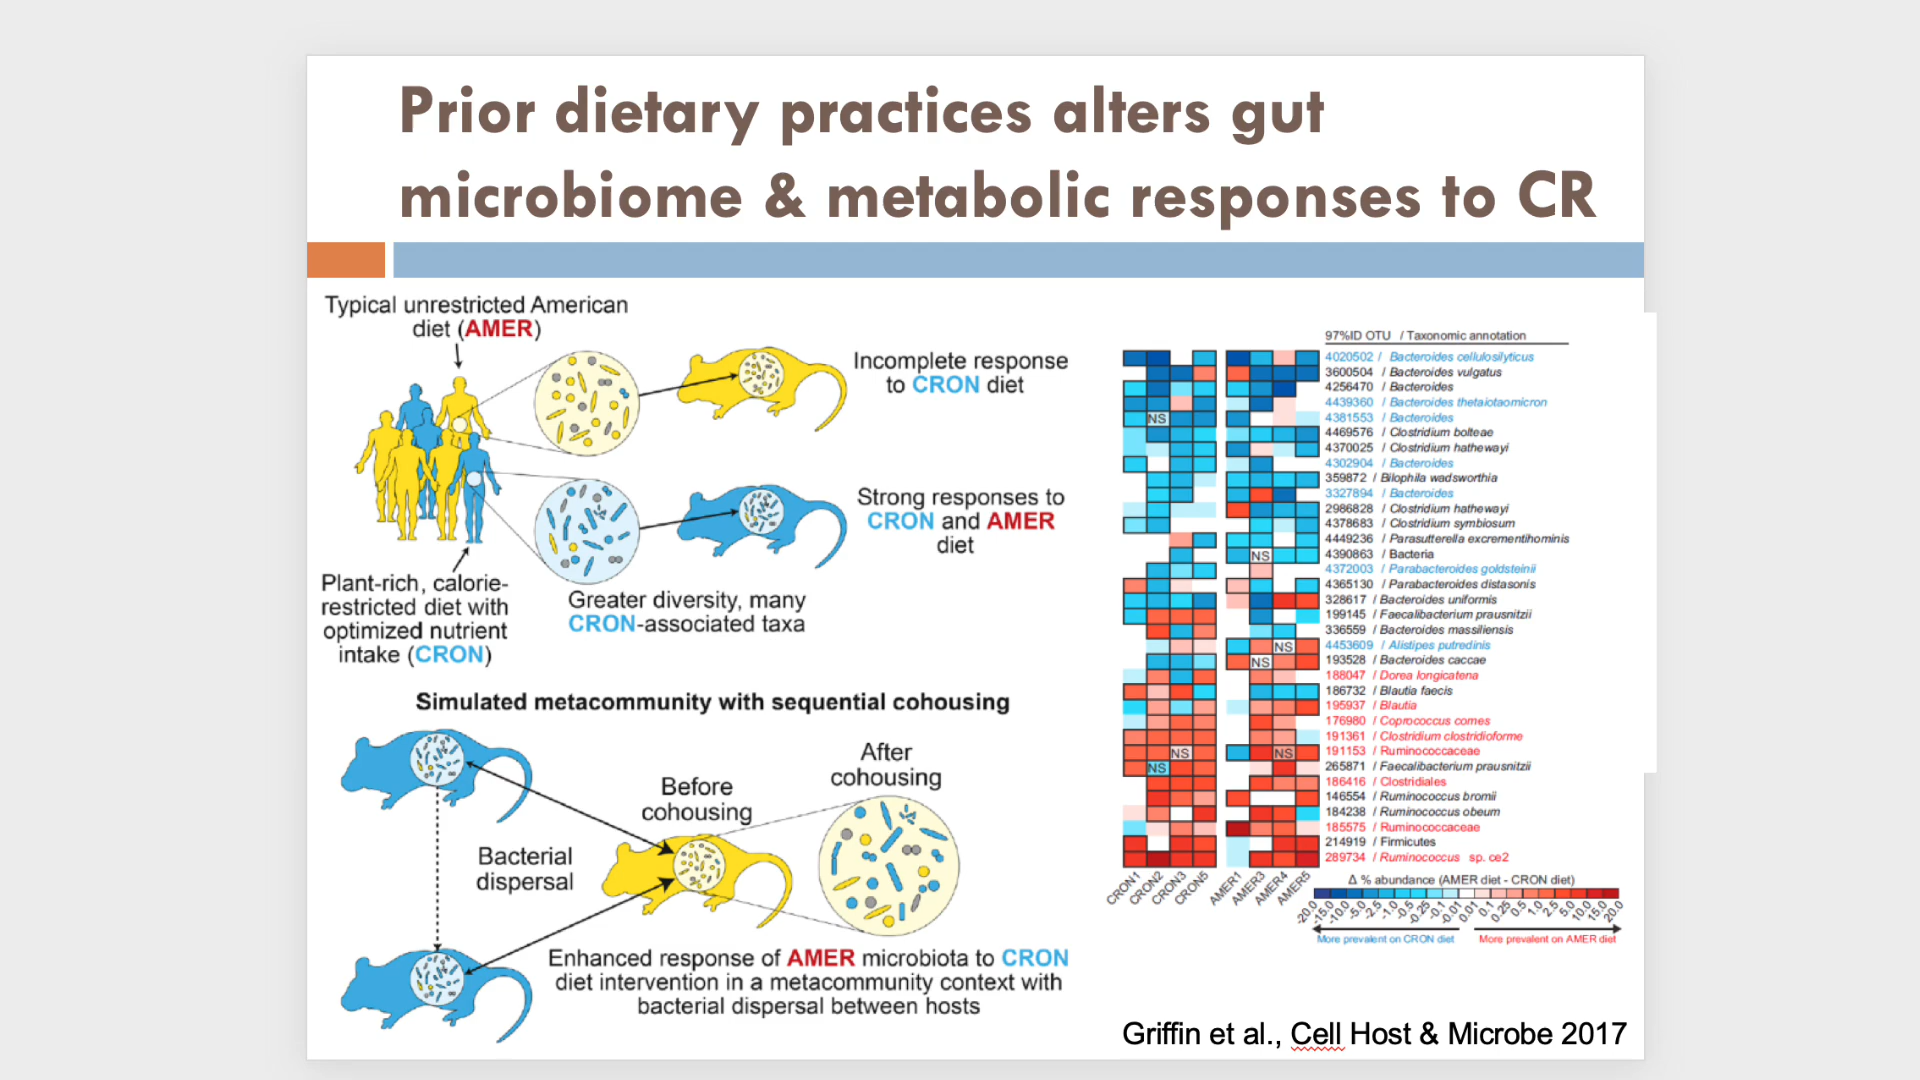 Prior dietary practices alters gut
microbiome & metabolic responses to CR
Typical unrestricted American
diet (AMER)
Incomplete response
to CRON diet
Strong responses to
CRON and AMER
diet
Plant-rich, calorie-
restricted diet with
optimized nutrient
intake (CRON)
Greater diversity, many
CRON-associated taxa
Simulated metacommunity with sequential cohousing
Before
cohousing
After
cohousing
Bacterial
dispersal
Enhanced response of AMER microbiota to CRON
diet intervention in a metacommunity context with
bacterial dispersal between hosts
97%ID OTU / Taxonomic annotation
4020502 / Bacteroides cellulosilyticus
3600504 / Bacteroides vulgatus
4256470 / Bacteroides
4439360 / Bacteroides thetaiotaomicron
NS
4381553 / Bacteroides
4469576 / Clostridium bolteae
4370025 / Clostridium hathewayi
4302904 / Bacteroides
359872 / Bilophila wadsworthia
3327894 / Bacteroides
2986828 / Clostridium hathewayi
4378683 / Clostridium symbiosum
4449236 / Parasutterella excrementihominis
NS
4390863 / Bacteria
4372003 / Parabacteroides goldsteinii
4365130 / Parabacteroides distasonis
328617 / Bacteroides uniformis
199145 / Faecalibacterium prausnitzii
336559 / Bacteroides massiliensis
NS
4453609 / Alistipes putredinis
NS
193528 / Bacteroides caccae
188047 / Dorea longicatena
186732 / Blautia faecis
195937 / Blautia
176980 / Coprococcus comes
191361 / Clostridium clostridioforme
NS NS
191153 / Ruminococcaceae
NS
265871 / Faecalibacterium prausnitzii
186416 / Clostridiales
146554 / Ruminococcus bromii
184238 / Ruminococcus obeum
185575 / Ruminococcaceae
214919 / Firmicutes
289734 / Ruminococcus sp. ce2
CRON1 CRON2 CRON3 CRON5 AMER1 AMER3 AMER4 AMER5
Δ % abundance (AMER diet - CRON diet)
-20.0 -15.0 -10.0 -5.0 -2.5 -1.0 -0.5 -0.25 -0.1 -0.01 0.01 0.1 0.25 0.5 1.0 2.5 5.0 10.0 15.0 20.0
More prevalent on CRON diet
More prevalent on AMER diet
Griffin et al., Cell Host & Microbe 2017